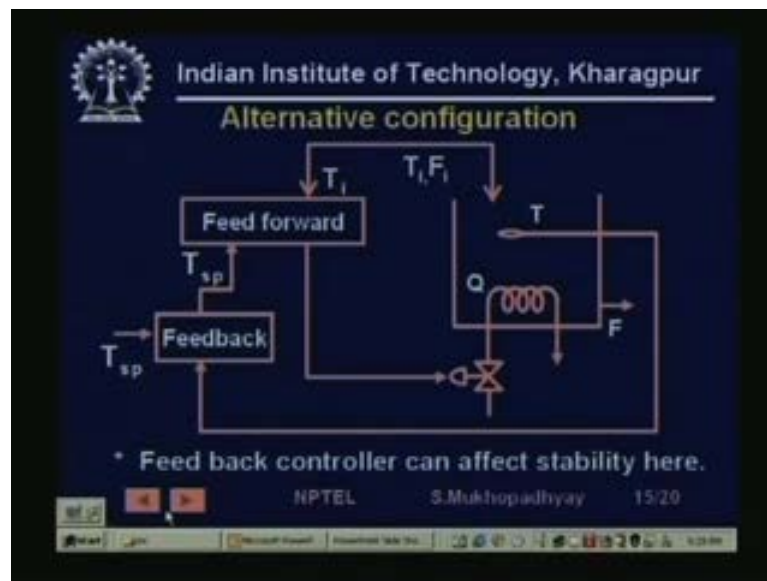 Indian Institute of Technology, Kharagpur
Alternative configuration
Ti
Ti, Fi
Feed forward
T
Tsp
Q
Feedback
F
Tsp
* Feed back controller can affect stability here.
NPTEL S.Mukhopadhyay 15/20
Start